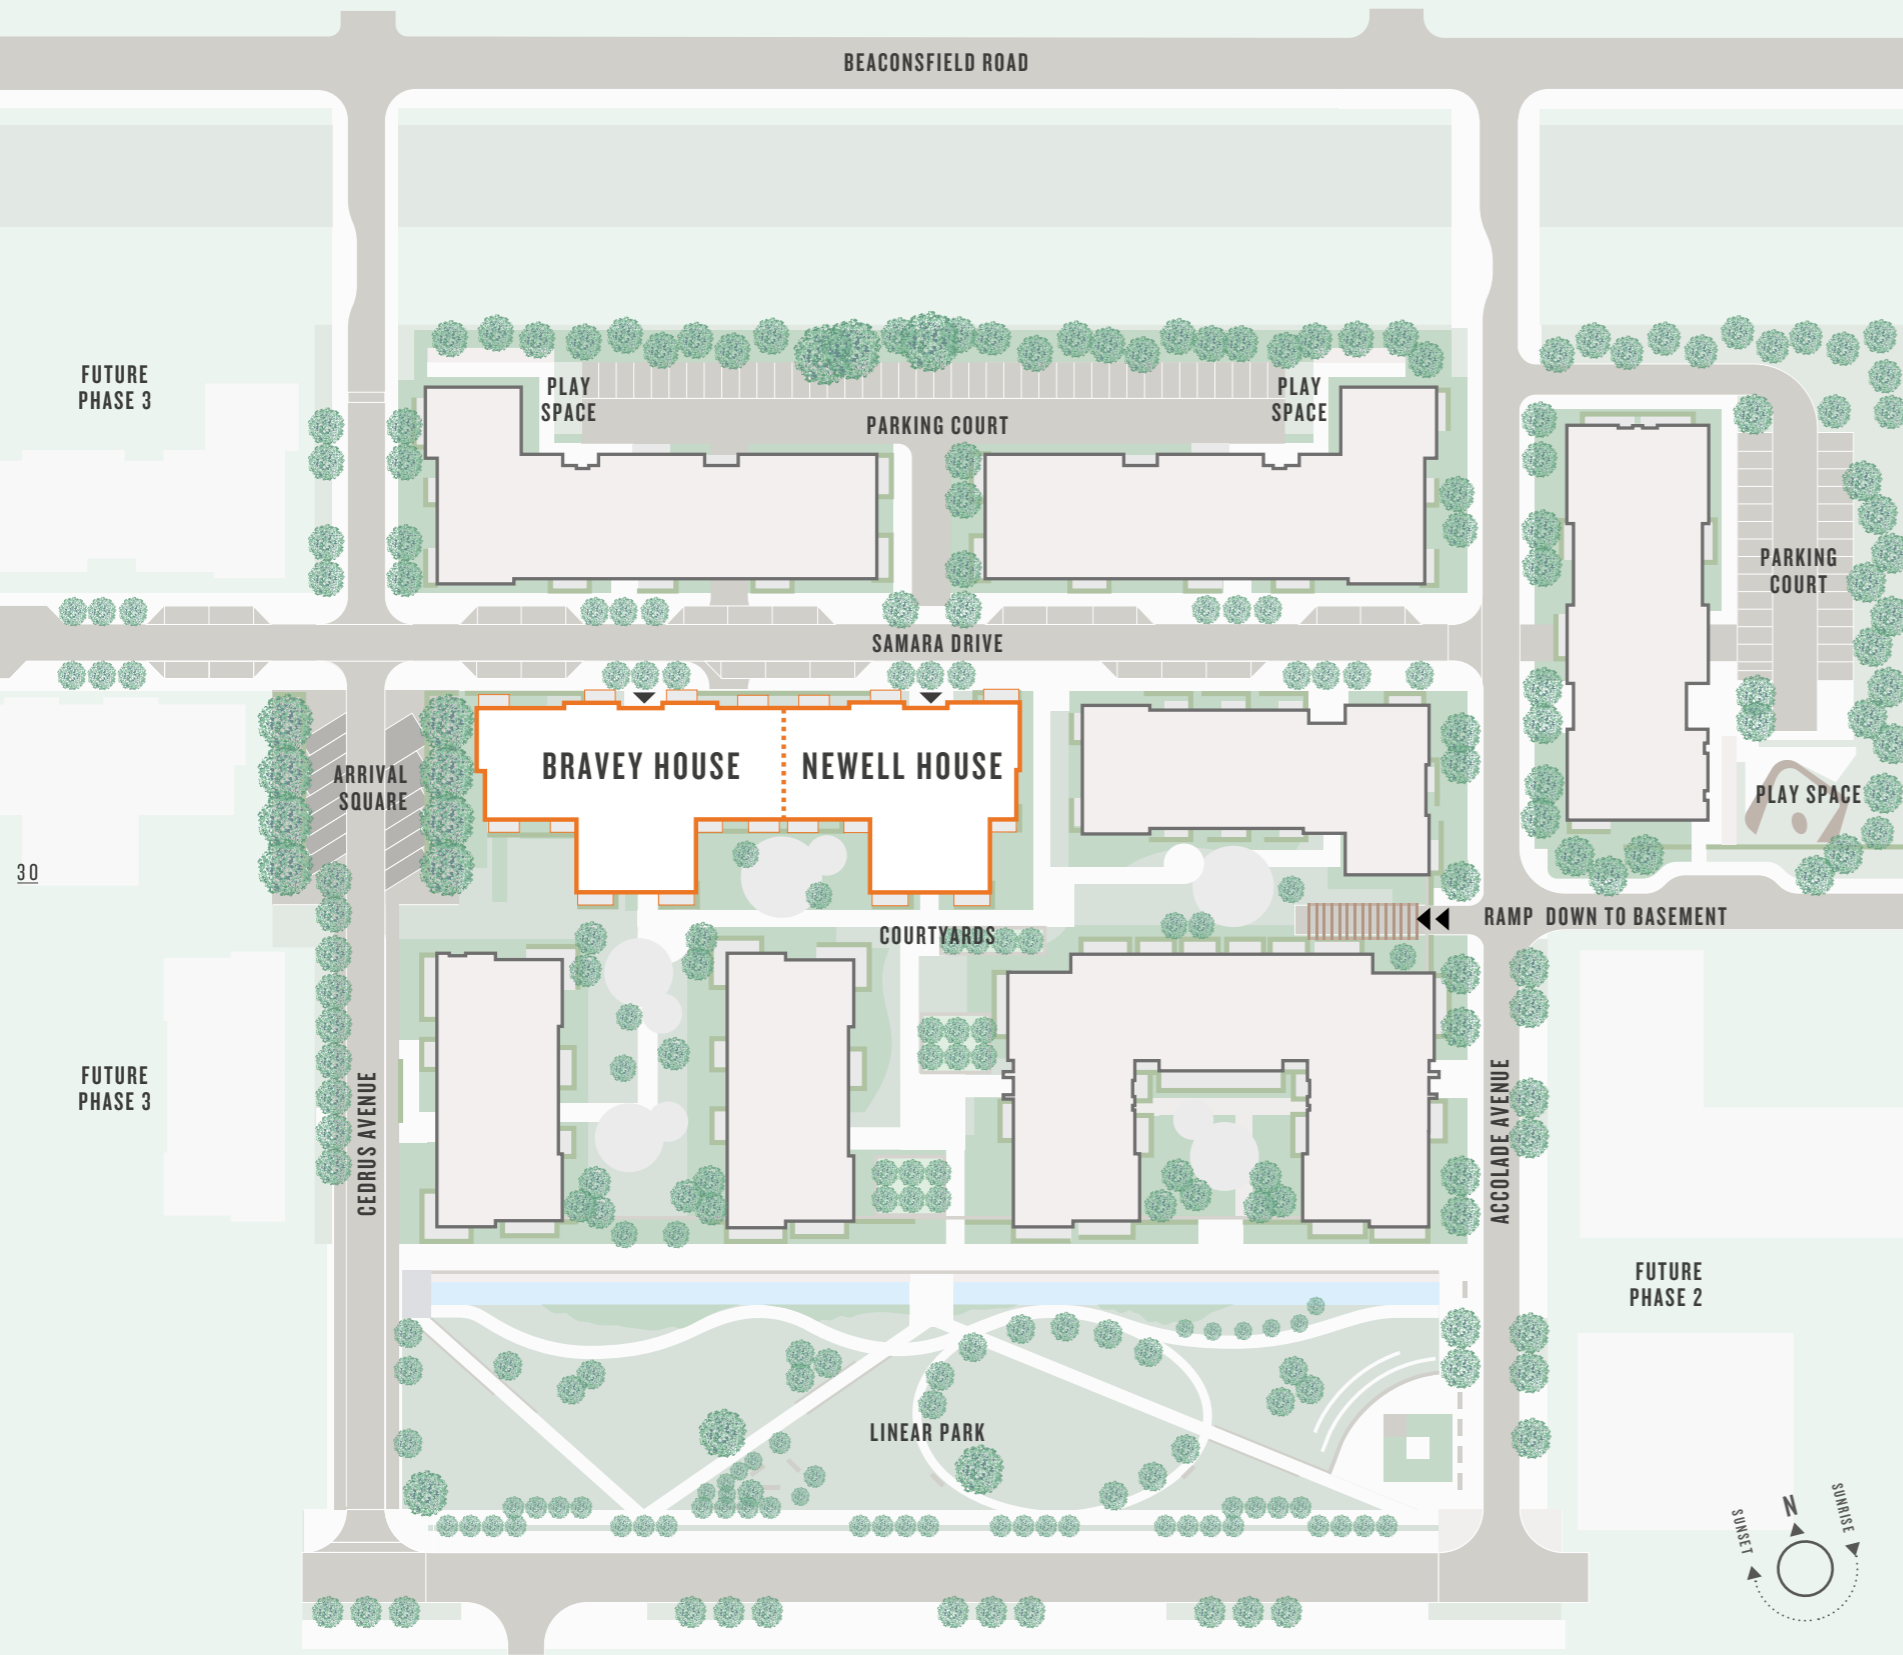 BEACONSFIELD ROAD
FUTURE
PHASE 3
PLAY
SPACE
PARKING COURT
PLAY
SPACE
PARKING
COURT
SAMARA DRIVE
ARRIVAL
SQUARE
BRAVEY HOUSE
NEWELL HOUSE
PLAY SPACE
30
COURTYARDS
RAMP DOWN TO BASEMENT
FUTURE
PHASE 3
CEDRUS AVENUE
ACCOLADE AVENUE
FUTURE
PHASE 2
LINEAR PARK
SUNSET
N
SUNRISE